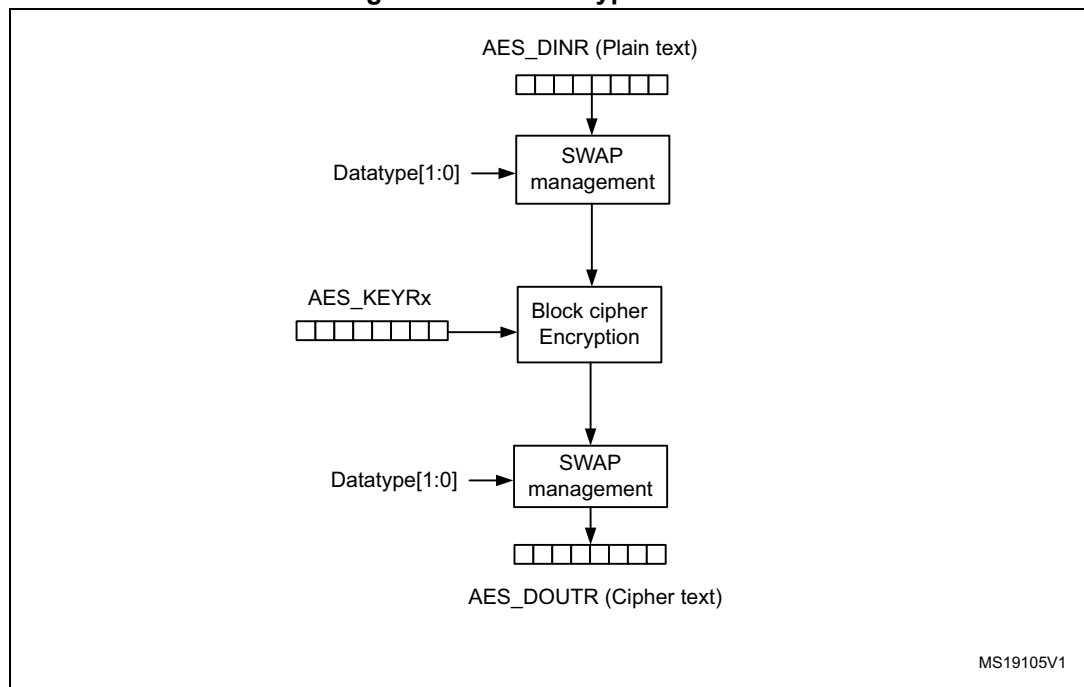 AES_DINR (Plain text)
SWAP
management
Datatype[1:0]
AES_KEYRx
Block cipher
Encryption
SWAP
management
Datatype[1:0]
AES_DOUTR (Cipher text)
MS19105V1